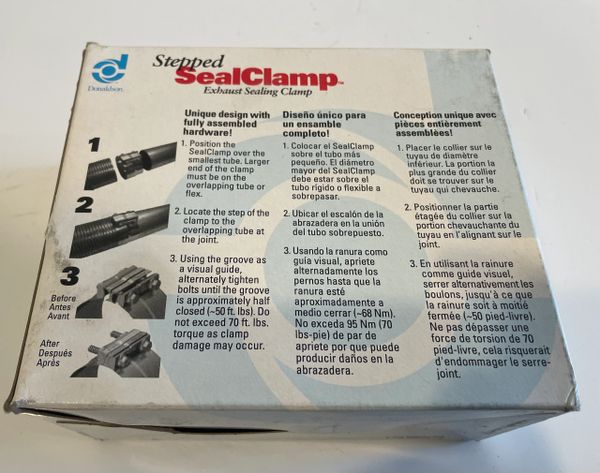 Donaldson.
Stepped
SealClamp™
Exhaust Sealing Clamp
1
2
3
Before
Antes
Avant
After
Después
Après
Unique design with
fully assembled
hardware!
1. Position the
SealClamp over the
smallest tube. Larger
end of the clamp
must be on the
overlapping tube or
flex.
2. Locate the step of the
clamp to the
overlapping tube at
the joint.
3. Using the groove as
a visual guide,
alternately tighten
bolts until the groove
is approximately half
closed (~50 ft. lbs). Do
not exceed 70 ft. lbs.
torque as clamp
damage may occur.
Diseño único para
un ensamble
completo!
1. Colocar el SealClamp
sobre el tubo más
pequeño. El diámetro
mayor del SealClamp
debe estar sobre el
tubo rígido o flexible a
sobrepasar.
2. Ubicar el escalón de la
abrazadera en la unión
del tubo sobrepuesto.
3. Usando la ranura como
guía visual, apriete
alternadamente los
pernos hasta que la
ranura esté
aproximadamente a
medio cerrar (~68 Nm).
No exceda 95 Nm (70
lbs-pie) de par de
apriete por que puede
producir daños en la
abrazadera.
Conception unique avec
pièces entièrement
assemblées!
1. Placer le collier sur le
tuyau de diamètre
inférieur. La portion la
plus grande du collier
doit se trouver sur le
tuyau qui chevauche.
2. Positionner la partie
étagée du collier sur la
portion chevauchante du
tuyau en l'alignant sur le
joint.
3. En utilisant la rainure
comme guide visuel,
serrer alternativement les
boulons, jusqu'à ce que
la rainure soit à moitié
fermée (~50 pied-livre).
Ne pas dépasser une
force de torsion de 70
pied-livre, cela risquerait
d'endommager le serre-
joint.